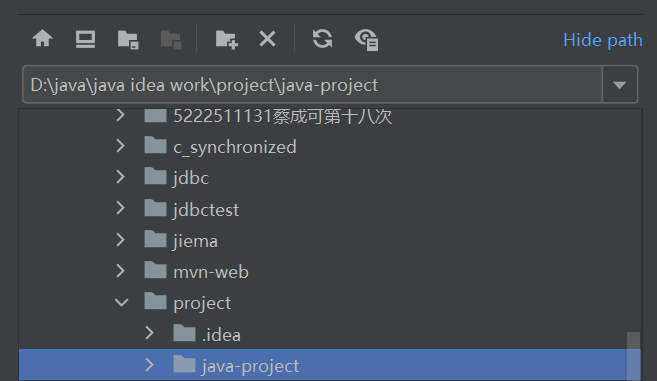 Hide path
D:\java\java idea work\project\java-project
5222511131蔡成可第十八次
c_synchronized
jdbc
jdbctest
jiema
mvn-web
project
.idea
java-project